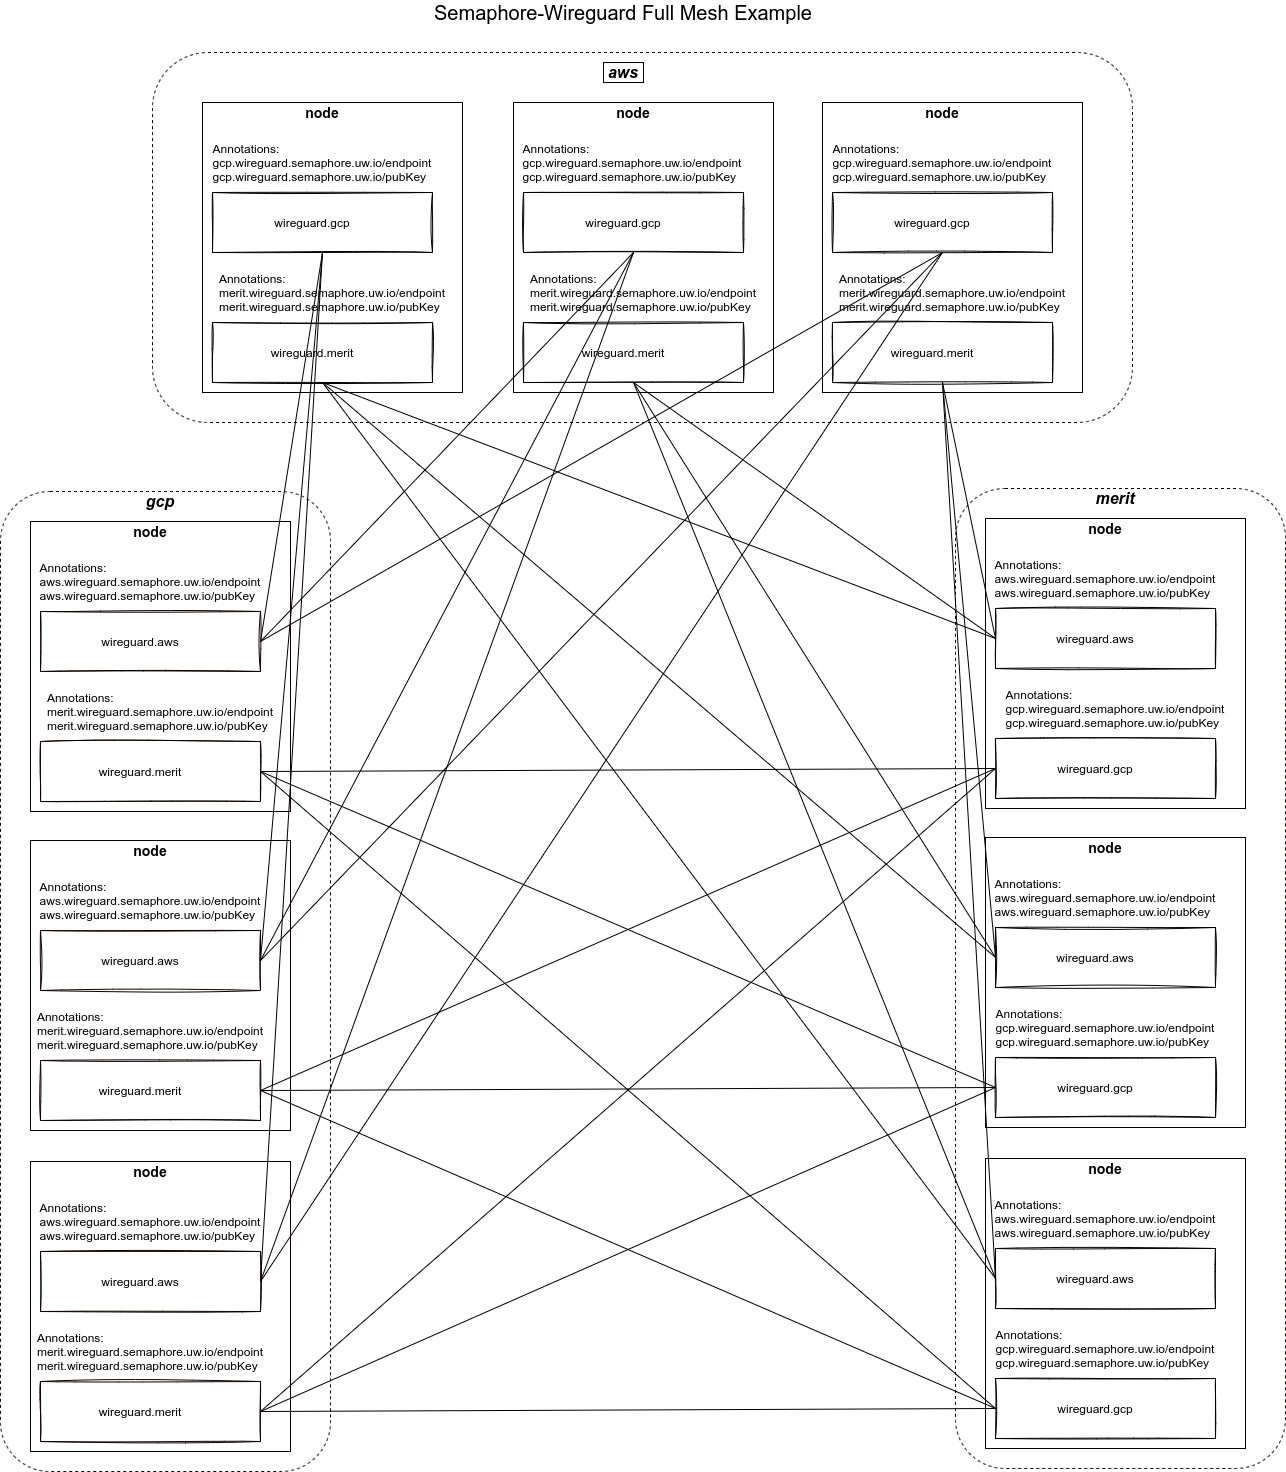 Semaphore-Wireguard Full Mesh Example
aws
node
Annotations:
gcp.wireguard.semaphore.uw.io/endpoint
gcp.wireguard.semaphore.uw.io/pubKey
wireguard.gcp
Annotations:
merit.wireguard.semaphore.uw.io/endpoint
merit.wireguard.semaphore.uw.io/pubKey
wireguard.merit
node
Annotations:
gcp.wireguard.semaphore.uw.io/endpoint
gcp.wireguard.semaphore.uw.io/pubKey
wireguard.gcp
Annotations:
merit.wireguard.semaphore.uw.io/endpoint
merit.wireguard.semaphore.uw.io/pubKey
wireguard.merit
node
Annotations:
gcp.wireguard.semaphore.uw.io/endpoint
gcp.wireguard.semaphore.uw.io/pubKey
wireguard.gcp
Annotations:
merit.wireguard.semaphore.uw.io/endpoint
merit.wireguard.semaphore.uw.io/pubKey
wireguard.merit
gcp
node
Annotations:
aws.wireguard.semaphore.uw.io/endpoint
aws.wireguard.semaphore.uw.io/pubKey
wireguard.aws
Annotations:
merit.wireguard.semaphore.uw.io/endpoint
merit.wireguard.semaphore.uw.io/pubKey
wireguard.merit
node
Annotations:
aws.wireguard.semaphore.uw.io/endpoint
aws.wireguard.semaphore.uw.io/pubKey
wireguard.aws
Annotations:
merit.wireguard.semaphore.uw.io/endpoint
merit.wireguard.semaphore.uw.io/pubKey
wireguard.merit
node
Annotations:
aws.wireguard.semaphore.uw.io/endpoint
aws.wireguard.semaphore.uw.io/pubKey
wireguard.aws
Annotations:
merit.wireguard.semaphore.uw.io/endpoint
merit.wireguard.semaphore.uw.io/pubKey
wireguard.merit
merit
node
Annotations:
aws.wireguard.semaphore.uw.io/endpoint
aws.wireguard.semaphore.uw.io/pubKey
wireguard.aws
Annotations:
gcp.wireguard.semaphore.uw.io/endpoint
gcp.wireguard.semaphore.uw.io/pubKey
wireguard.gcp
node
Annotations:
aws.wireguard.semaphore.uw.io/endpoint
aws.wireguard.semaphore.uw.io/pubKey
wireguard.aws
Annotations:
gcp.wireguard.semaphore.uw.io/endpoint
gcp.wireguard.semaphore.uw.io/pubKey
wireguard.gcp
node
Annotations:
aws.wireguard.semaphore.uw.io/endpoint
aws.wireguard.semaphore.uw.io/pubKey
wireguard.aws
Annotations:
gcp.wireguard.semaphore.uw.io/endpoint
gcp.wireguard.semaphore.uw.io/pubKey
wireguard.gcp